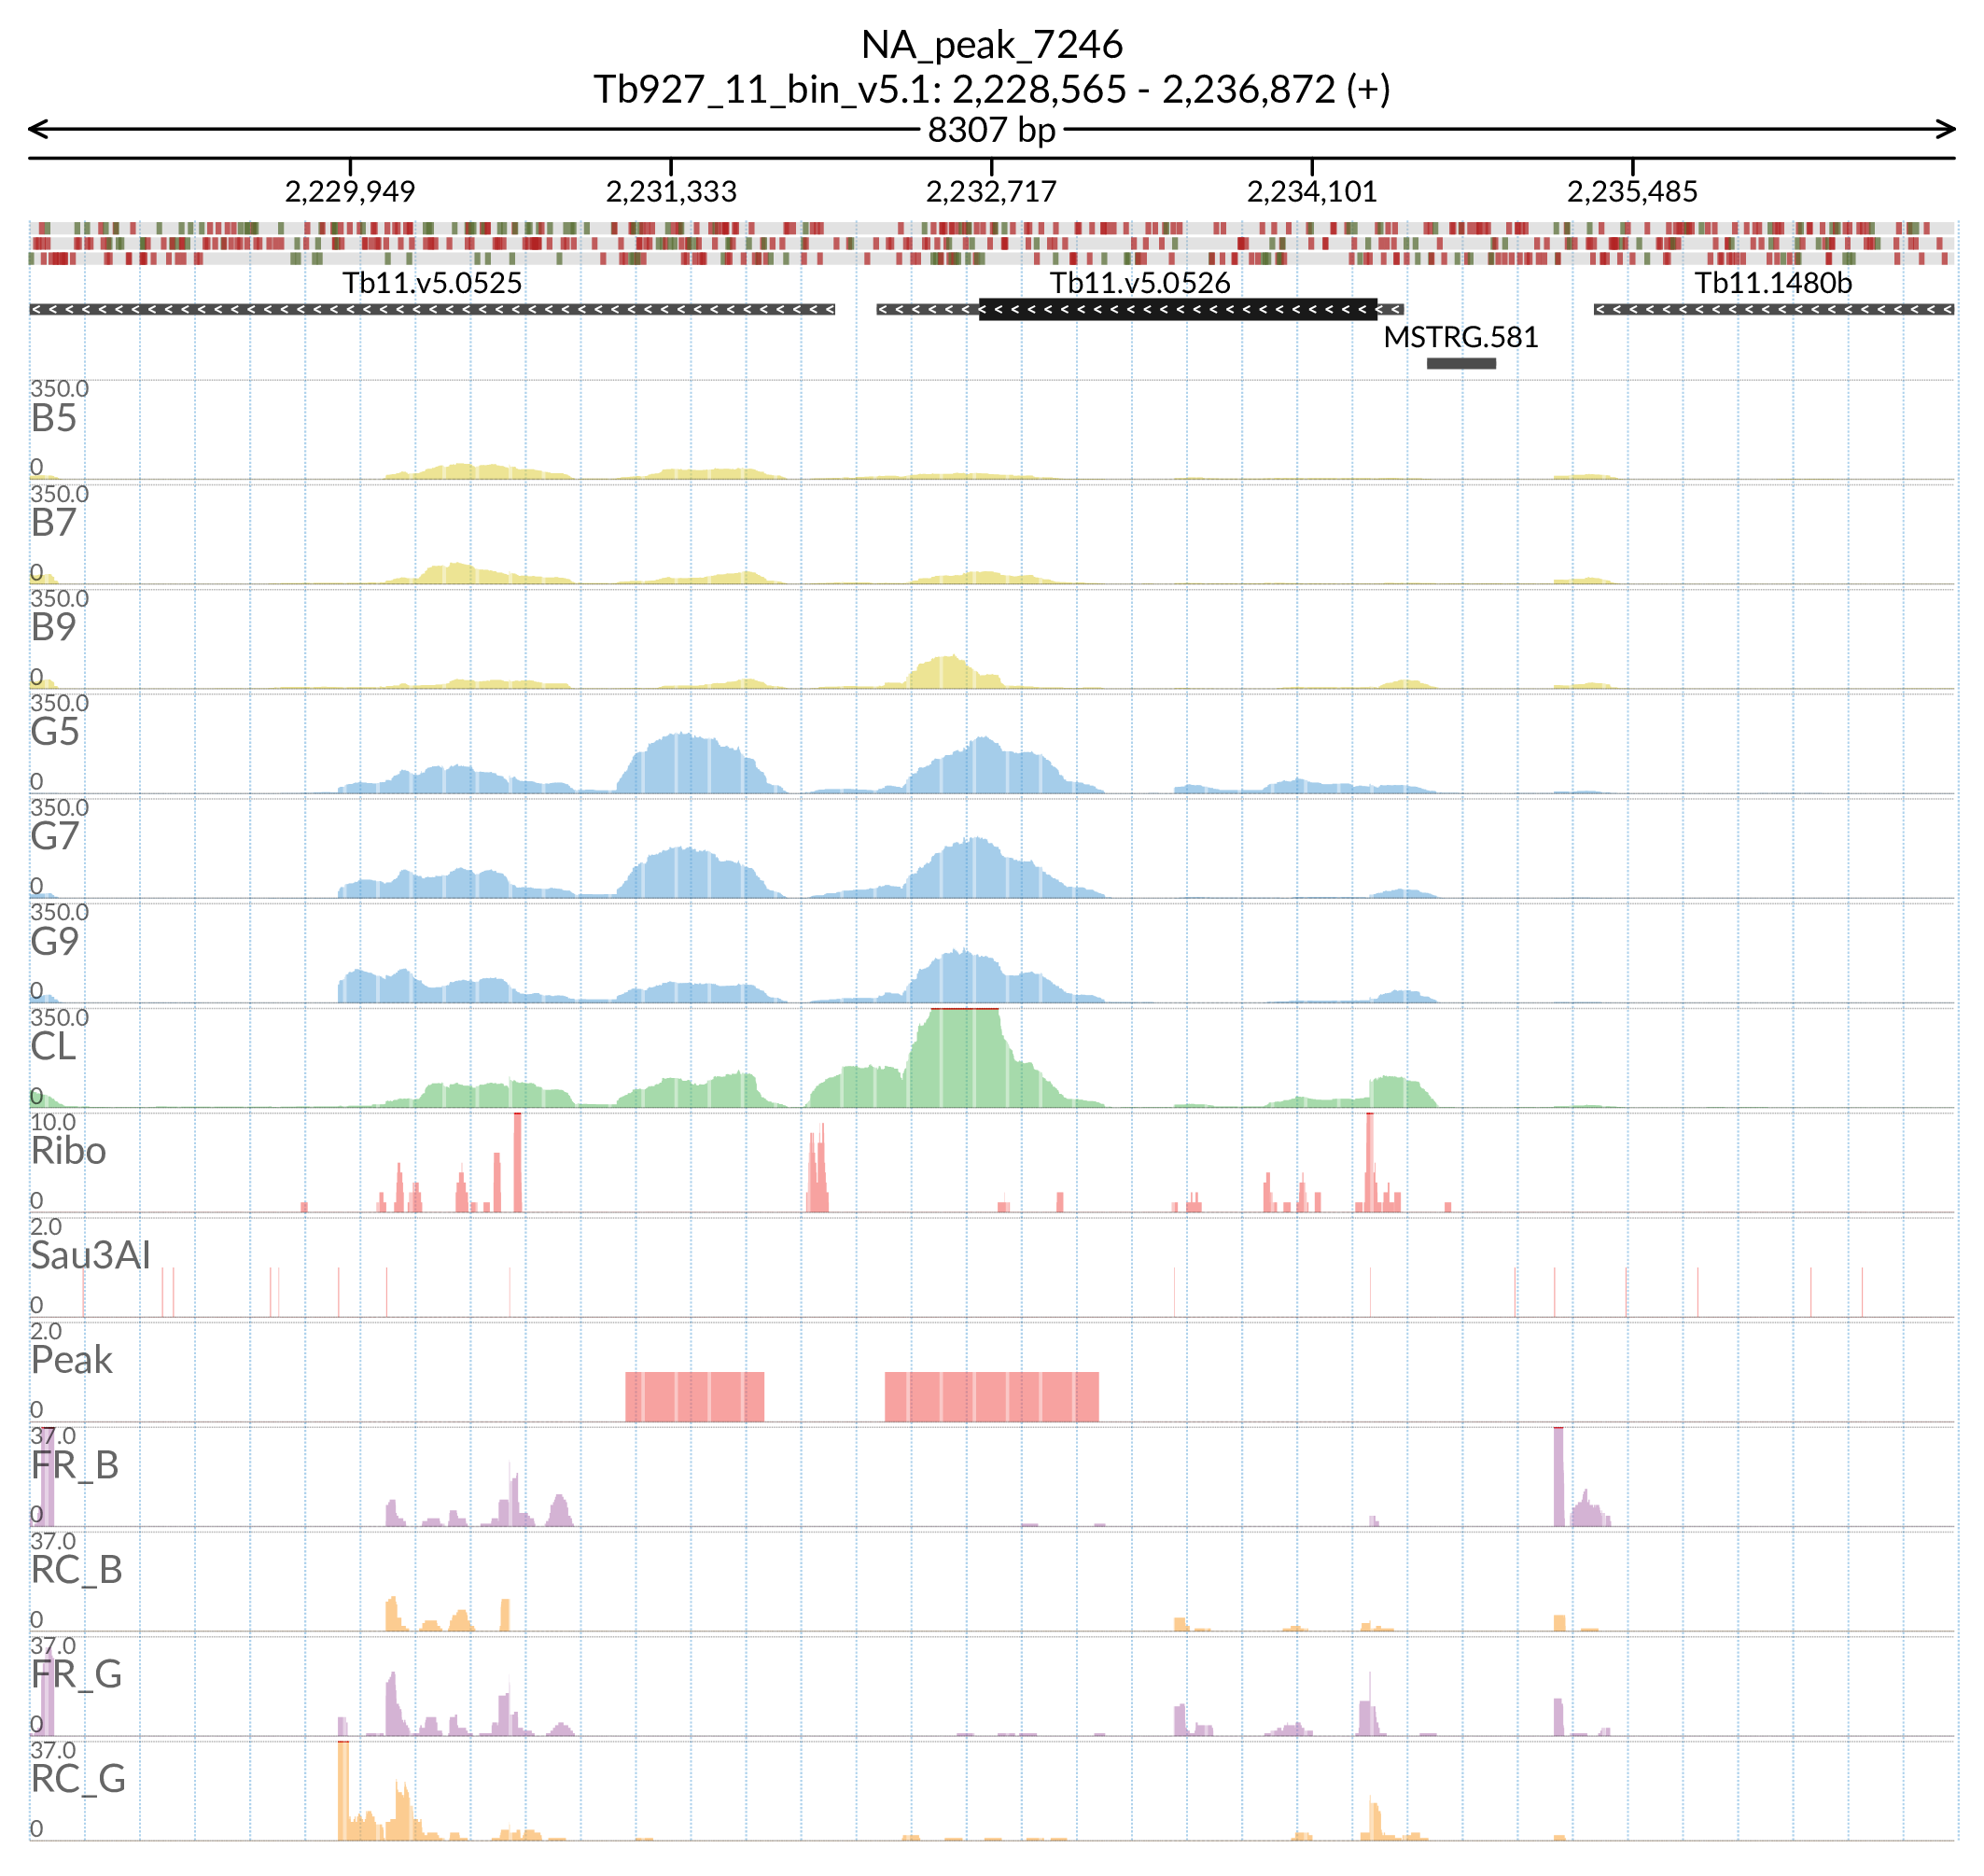 NA_peak_7246
Tb927_11_bin_v5.1: 2,228,565 - 2,236,872 (+)
8307 bp
2,229,949 2,231,333 2,232,717 2,234,101 2,235,485
Tb11.v5.0525 Tb11.v5.0526 Tb11.1480b
MSTRG.581
350.0
B5
0
350.0
B7
0
350.0
B9
0
350.0
G5
0
350.0
G7
0
350.0
G9
0
350.0
CL
0
10.0
Ribo
0
2.0
Sau3AI
0
2.0
Peak
0
37.0
FR_B
0
37.0
RC_B
0
37.0
FR_G
0
37.0
RC_G
0